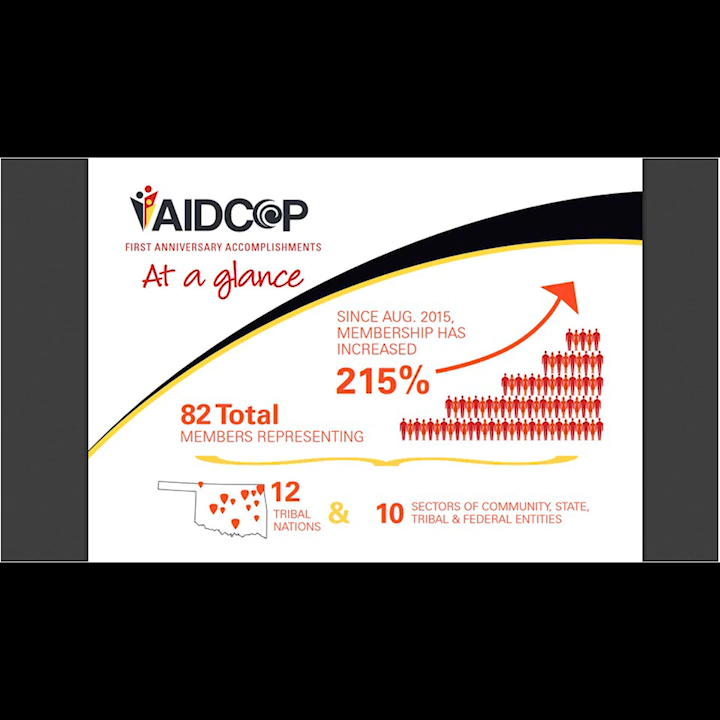 AIDCOP
FIRST ANNIVERSARY ACCOMPLISHMENTS
At a glance
SINCE AUG. 2015,
MEMBERSHIP HAS
INCREASED
215%
82 Total
MEMBERS REPRESENTING
12
TRIBAL
NATIONS
&
10
SECTORS OF COMMUNITY, STATE,
TRIBAL & FEDERAL ENTITIES